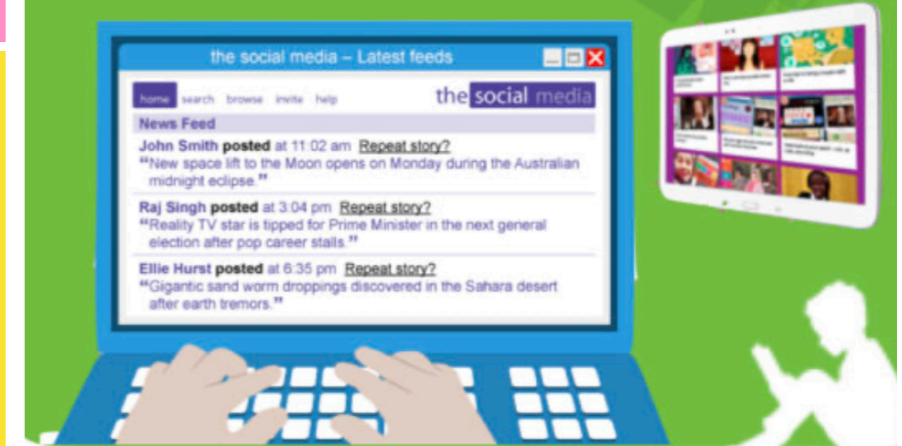 the social media – Latest feeds
home search browse invite help
the social media
News Feed
John Smith posted at 11:02 am Repeat story?
“New space lift to the Moon opens on Monday during the Australian
midnight eclipse.”
Raj Singh posted at 3:04 pm Repeat story?
“Reality TV star is tipped for Prime Minister in the next general
election after pop career stalls.”
Ellie Hurst posted at 6:35 pm Repeat story?
“Gigantic sand worm droppings discovered in the Sahara desert
after earth tremors.”